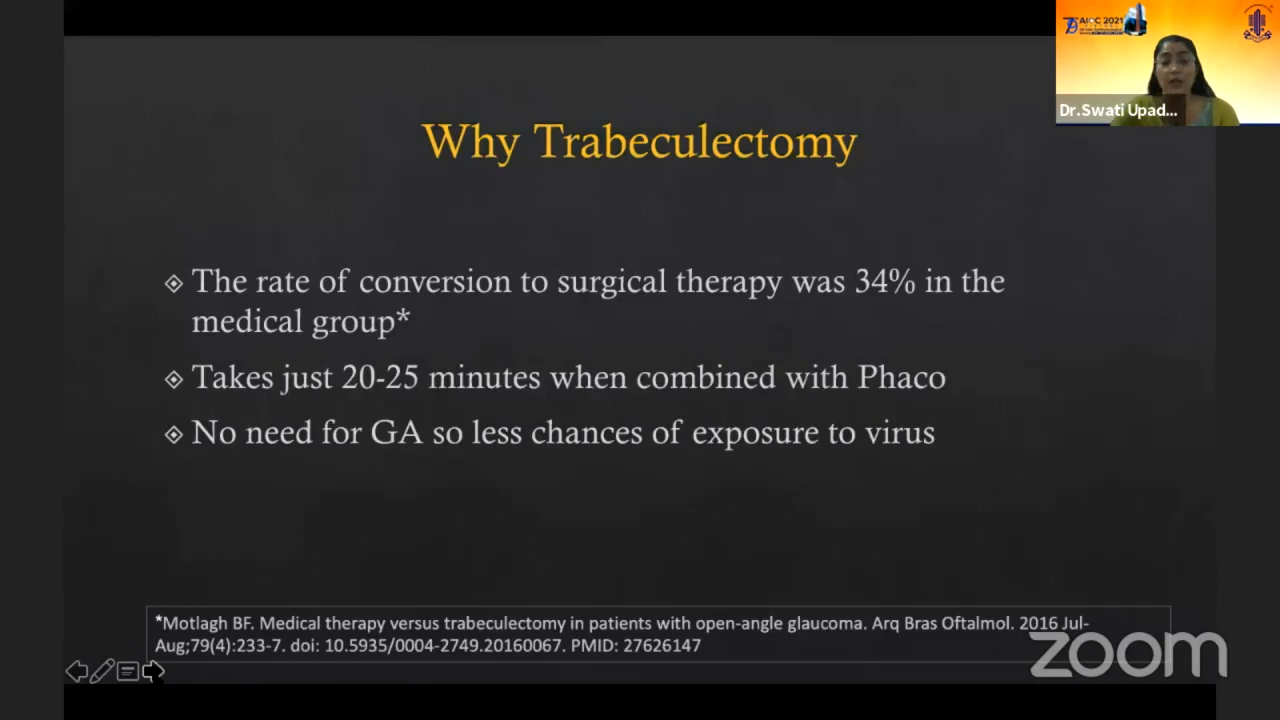 AIOC 2021
Dr.Swati Upad...
Why Trabeculectomy
The rate of conversion to surgical therapy was 34% in the
medical group*
Takes just 20-25 minutes when combined with Phaco
No need for GA so less chances of exposure to virus
*Motlagh BF. Medical therapy versus trabeculectomy in patients with open-angle glaucoma. Arq Bras Oftalmol. 2016 Jul-
Aug;79(4):233-7. doi: 10.5935/0004-2749.20160067. PMID: 27626147
zoom